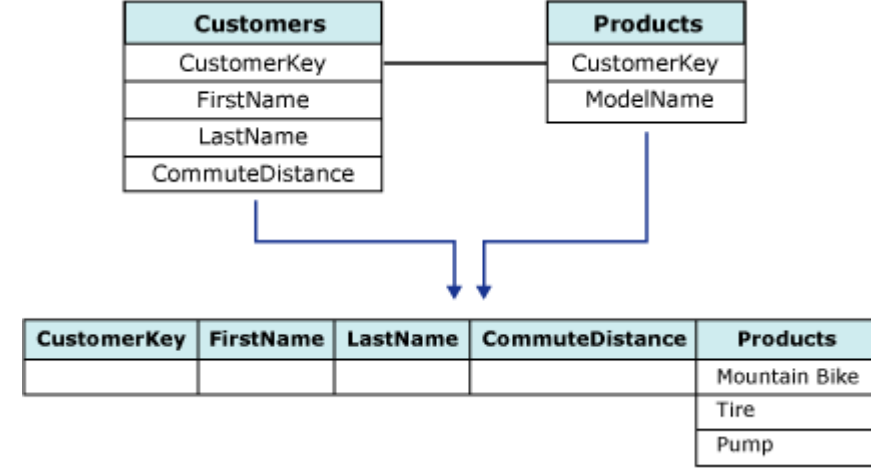 Customers
CustomerKey
FirstName
LastName
CommuteDistance
Products
CustomerKey
ModelName
CustomerKey FirstName LastName CommuteDistance Products
Mountain Bike
Tire
Pump